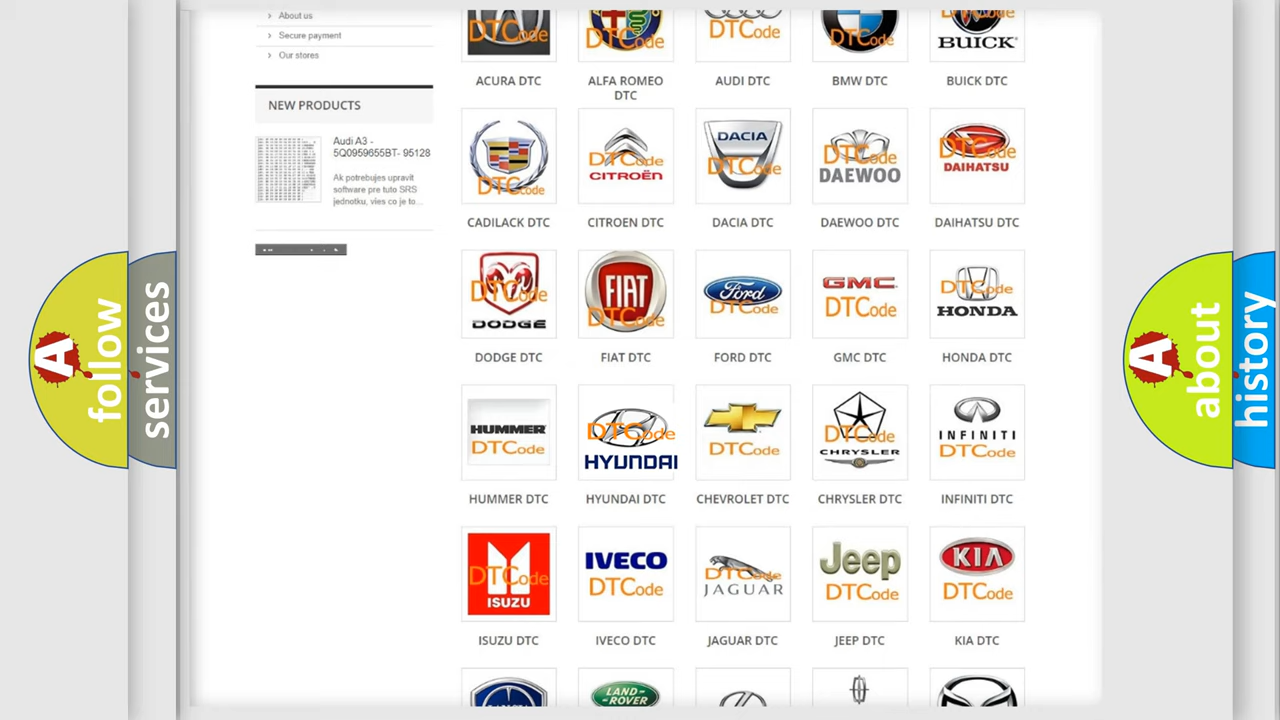 About us
Secure payment
Our stores
NEW PRODUCTS
Audi A3 -
5Q0959655BT- 95128
Ak potrebujes upravit
software pre tuto SRS
jednotku, vies co je to...
DTCode
DTCode
DTCode
DTCode
BUICK
ACURA DTC
ALFA ROMEO
DTC
AUDI DTC
BMW DTC
BUICK DTC
DTCode
DTCode
CITROËN
DACIA
DTCode
DTCode
DAEWOO
DTCode
DAIHATSU
CADILACK DTC
CITROEN DTC
DACIA DTC
DAEWOO DTC
DAIHATSU DTC
DTCode
DODGE
FIAT
DTCode
Ford
DTCode
GMC
DTCode
DTCode
HONDA
DODGE DTC
FIAT DTC
FORD DTC
GMC DTC
HONDA DTC
HUMMER
DTCode
DTCode
HYUNDAI
DTCode
DTCode
CHRYSLER
INFINITI
DTCode
HUMMER DTC
HYUNDAI DTC
CHEVROLET DTC
CHRYSLER DTC
INFINITI DTC
DTCode
ISUZU
IVECO
DTCode
DTCode
JAGUAR
Jeep
DTCode
KIA
DTCode
ISUZU DTC
IVECO DTC
JAGUAR DTC
JEEP DTC
KIA DTC
LAND-
ROVER
A follow
services
A about
history